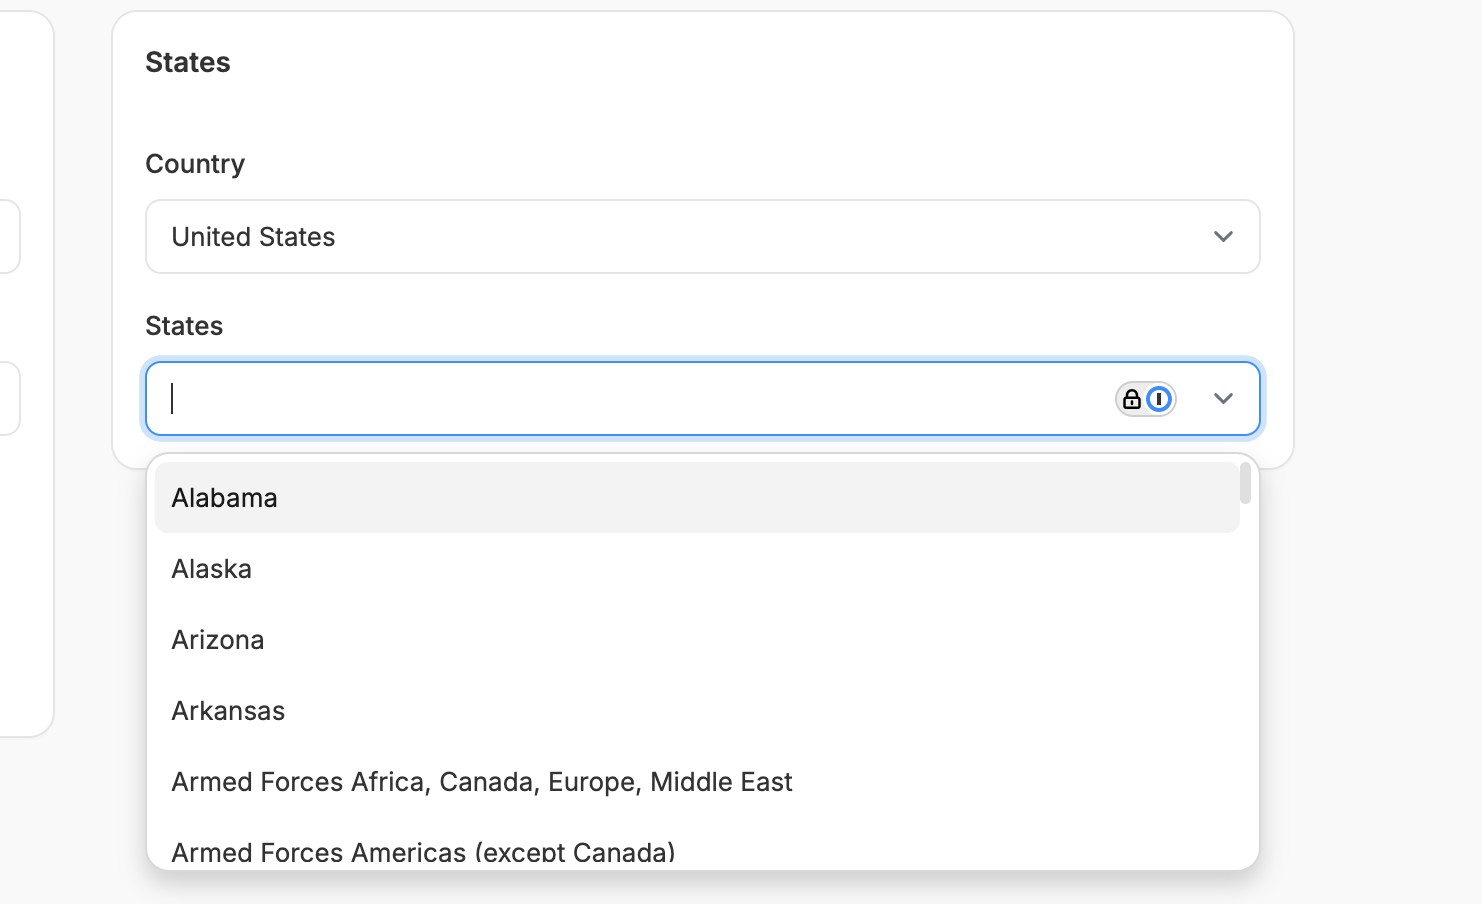 States
Country
United States
States
Alabama
Alaska
Arizona
Arkansas
Armed Forces Africa, Canada, Europe, Middle East
Armed Forces Americas (except Canada)